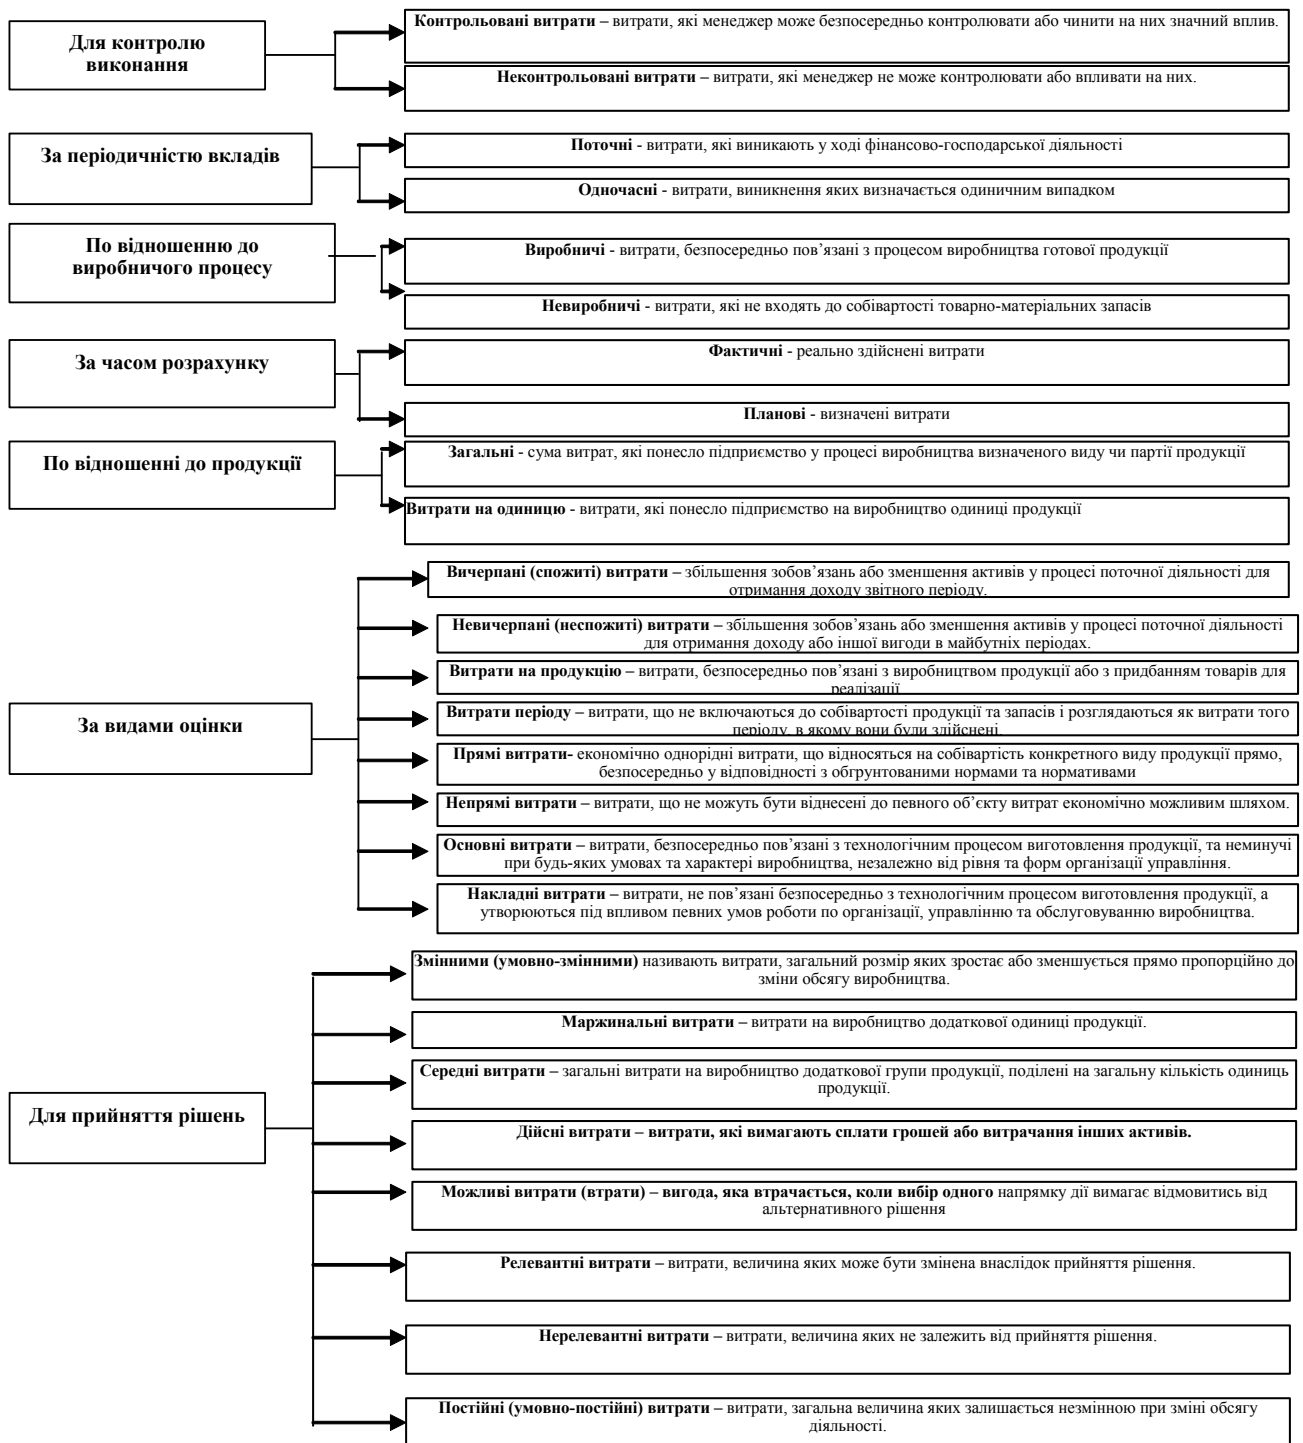 Для контролю
виконання
Контрольовані витрати – витрати, які менеджер може безпосередньо контролювати або чинити на них значний вплив.
Неконтрольовані витрати – витрати, які менеджер не може контролювати або впливати на них.
За періодичністю вкладів
Поточні - витрати, які виникають у ході фінансово-господарської діяльності
Одночасні - витрати, виникнення яких визначається одиничним випадком
По відношенню до
виробничого процесу
Виробничі - витрати, безпосередньо пов’язані з процесом виробництва готової продукції
Невиробничі - витрати, які не входять до собівартості товарно-матеріальних запасів
За часом розрахунку
Фактичні - реально здійснені витрати
Планові - визначені витрати
По відношенні до продукції
Загальні - сума витрат, які понесло підприємство у процесі виробництва визначеного виду чи партії продукції
Витрати на одиницю - витрати, які понесло підприємство на виробництво одиниці продукції
За видами оцінки
Вичерпані (спожиті) витрати – збільшення зобов’язань або зменшення активів у процесі поточної діяльності для
отримання доходу звітного періоду.
Невичерпані (неспожиті) витрати – збільшення зобов’язань або зменшення активів у процесі поточної діяльності
для отримання доходу або іншої вигоди в майбутніх періодах.
Витрати на продукцію – витрати, безпосередньо пов’язані з виробництвом продукції або з придбанням товарів для
реалізації
Витрати періоду – витрати, що не включаються до собівартості продукції та запасів і розглядаються як витрати того
періоду, в якому вони були здійснені.
Прямі витрати- економічно однорідні витрати, що відносяться на собівартість конкретного виду продукції прямо,
безпосередньо у відповідності з обгрунтованими нормами та нормативами
Непрямі витрати – витрати, що не можуть бути віднесені до певного об’єкту витрат економічно можливим шляхом.
Основні витрати – витрати, безпосередньо пов’язані з технологічним процесом виготовлення продукції, та неминучі
при будь-яких умовах та характері виробництва, незалежно від рівня та форм організації управління.
Накладні витрати – витрати, не пов’язані безпосередньо з технологічним процесом виготовлення продукції, а
утворюються під впливом певних умов роботи по організації, управлінню та обслуговуванню виробництва.
Для прийняття рішень
Змінними (умовно-змінними) називають витрати, загальний розмір яких зростає або зменшується прямо пропорційно до
зміни обсягу виробництва.
Маржинальні витрати – витрати на виробництво додаткової одиниці продукції.
Середні витрати – загальні витрати на виробництво додаткової групи продукції, поділені на загальну кількість одиниць
продукції.
Дійсні витрати – витрати, які вимагають сплати грошей або витрачання інших активів.
Можливі витрати (втрати) – вигода, яка втрачається, коли вибір одного напрямку дії вимагає відмовитись від
альтернативного рішення
Релевантні витрати – витрати, величина яких може бути змінена внаслідок прийняття рішення.
Нерелевантні витрати – витрати, величина яких не залежить від прийняття рішення.
Постійні (умовно-постійні) витрати – витрати, загальна величина яких залишається незмінною при зміні обсягу
діяльності.